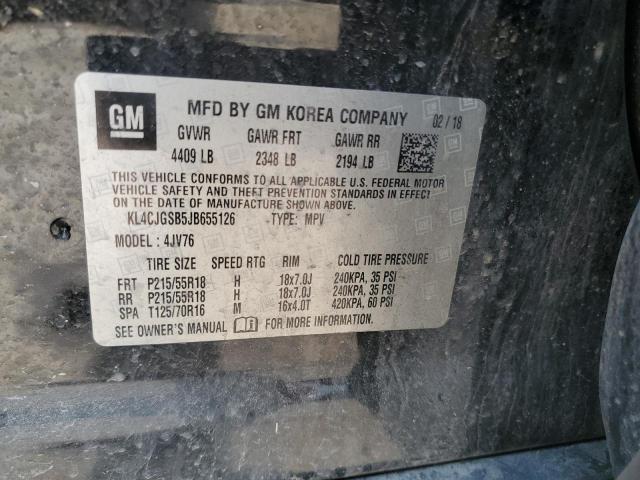 GM
MFD BY GM KOREA COMPANY
02 / 18
GVWR GAWR FRT GAWR RR
4409 LB 2348 LB 2194 LB
THIS VEHICLE CONFORMS TO ALL APPLICABLE U.S. FEDERAL MOTOR
VEHICLE SAFETY AND THEFT PREVENTION STANDARDS IN EFFECT
ON THE DATE OF MANUFACTURE SHOWN ABOVE.
KL4CJGSB5JB655126 TYPE: MPV
MODEL : 4JV76
TIRE SIZE SPEED RTG RIM COLD TIRE PRESSURE
FRT P215/55R18 H 18x7.0J 240KPA, 35 PSI
RR P215/55R18 H 18x7.0J 240KPA, 35 PSI
SPA T125/70R16 M 16x4.0T 420KPA, 60 PSI
SEE OWNER'S MANUAL FOR MORE INFORMATION.